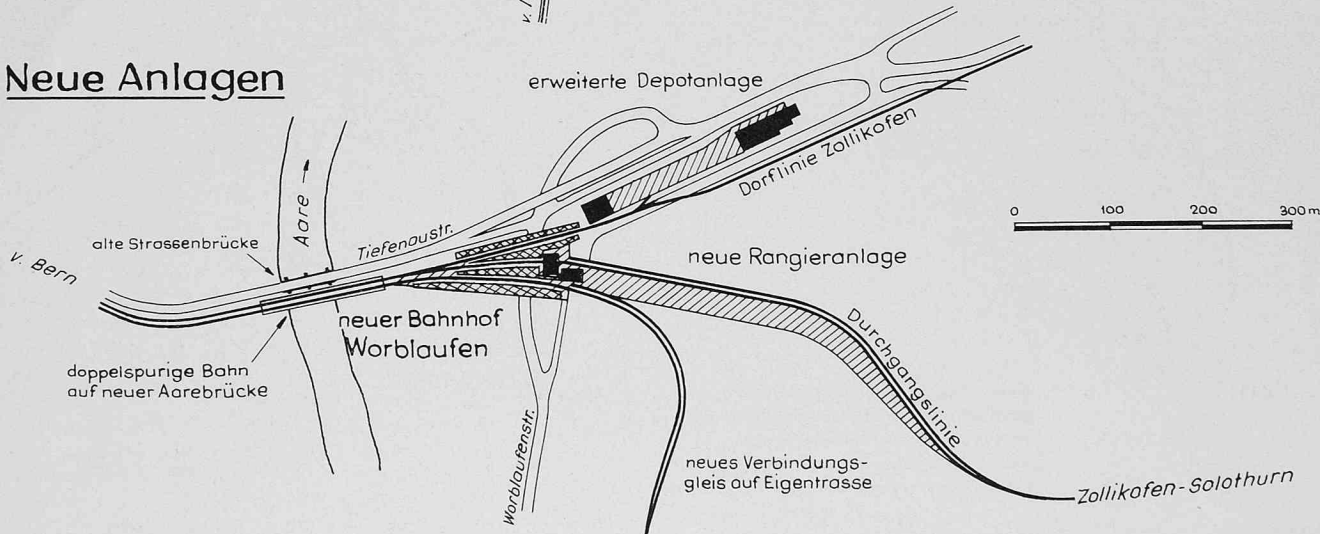 v.
Neue Anlagen
erweiterte Depotanlage
Dorflinie Zollikofen
0 100 200 300 m
Aare
Tiefenaustr.
alte Strassenbrücke
v. Bern
neue Rangieranlage
neuer Bahnhof
Worblaufen
Durchgangslinie
doppelspurige Bahn
auf neuer Aarebrücke
Worblaufenstr.
neues Verbindungs-
gleis auf Eigentrasse
Zollikofen-Solothurn